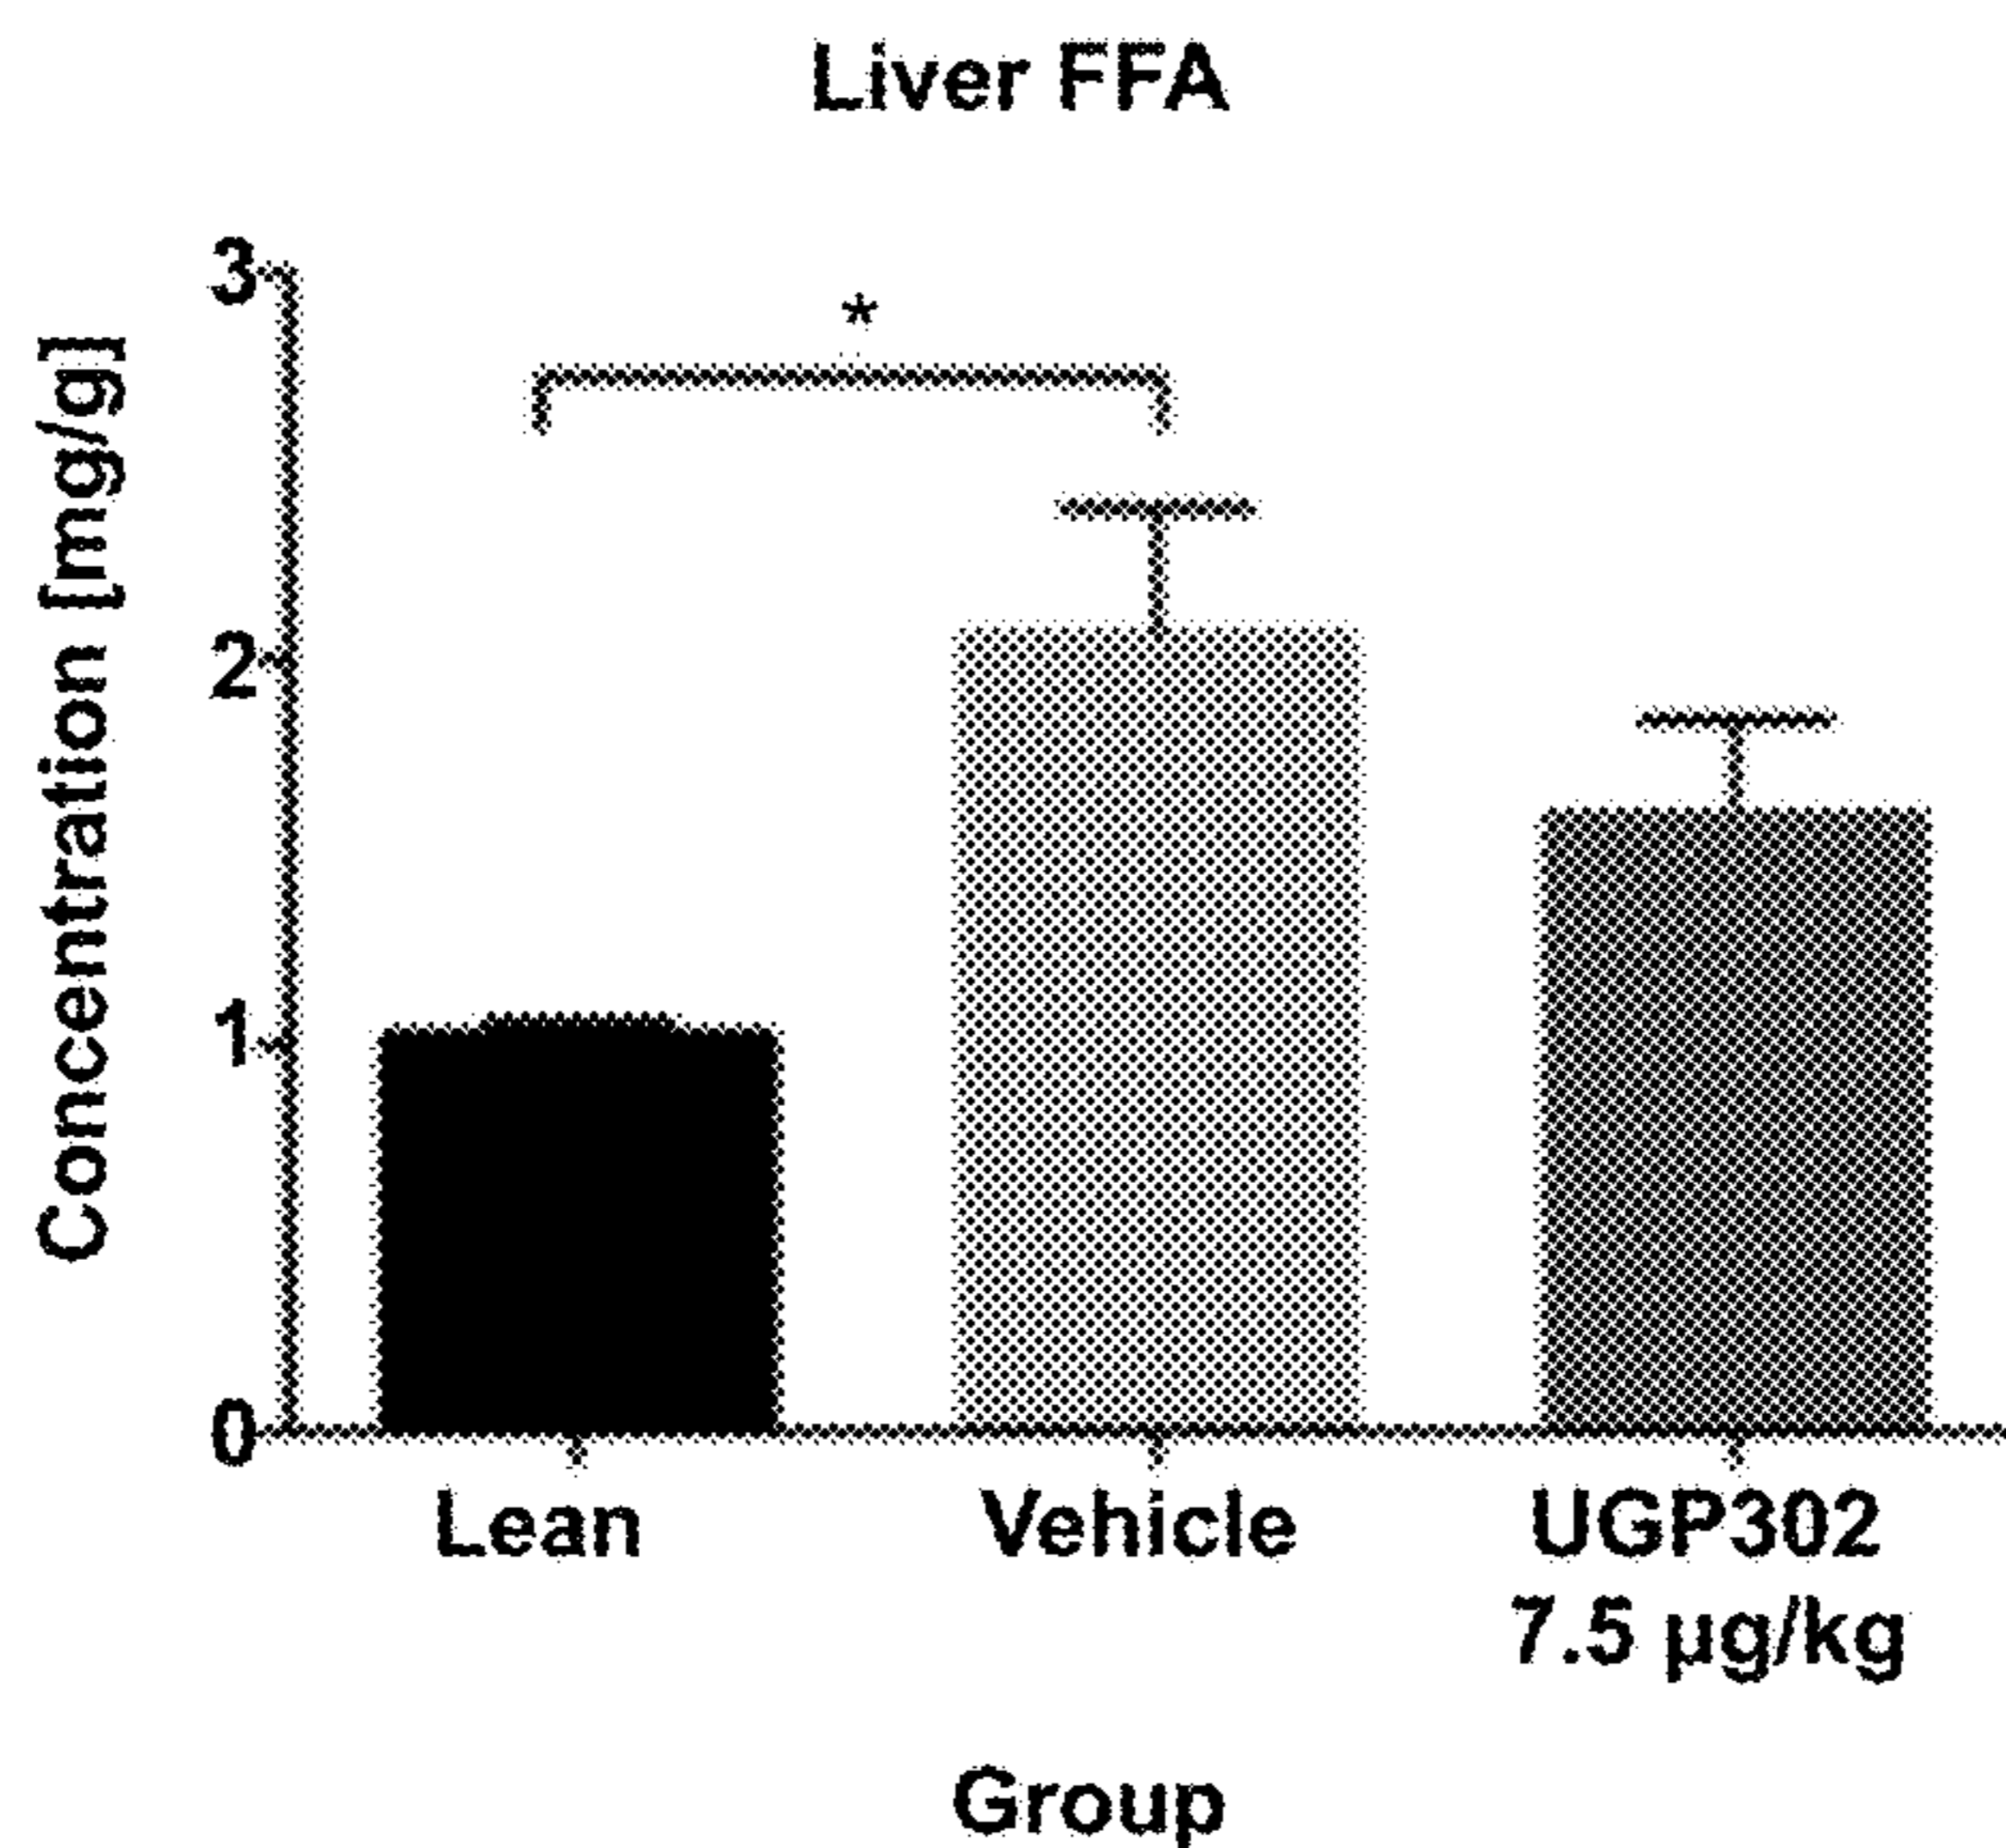 Liver FFA
Concentration [mg/g]
3
*
2
1
0
Lean
Vehicle
UGP302
7.5 µg/kg
Group